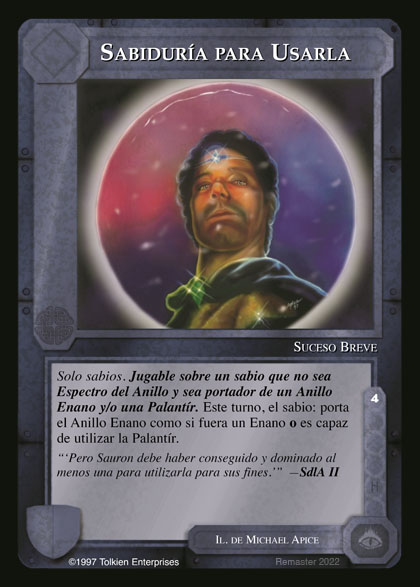 SABIDURÍA PARA USARLA
SUCESO BREVE
Solo sabios. Jugable sobre un sabio que no sea
Espectro del Anillo y sea portador de un Anillo
Enano y/o una Palantír. Este turno, el sabio: porta
el Anillo Enano como si fuera un Enano o es capaz
de utilizar la Palantír.
“‘Pero Sauron debe haber conseguido y dominado al
menos una para utilizarla para sus fines.’” –SdlA II
4
H
IL. DE MICHAEL APICE
©1997 Tolkien Enterprises
Remaster 2022